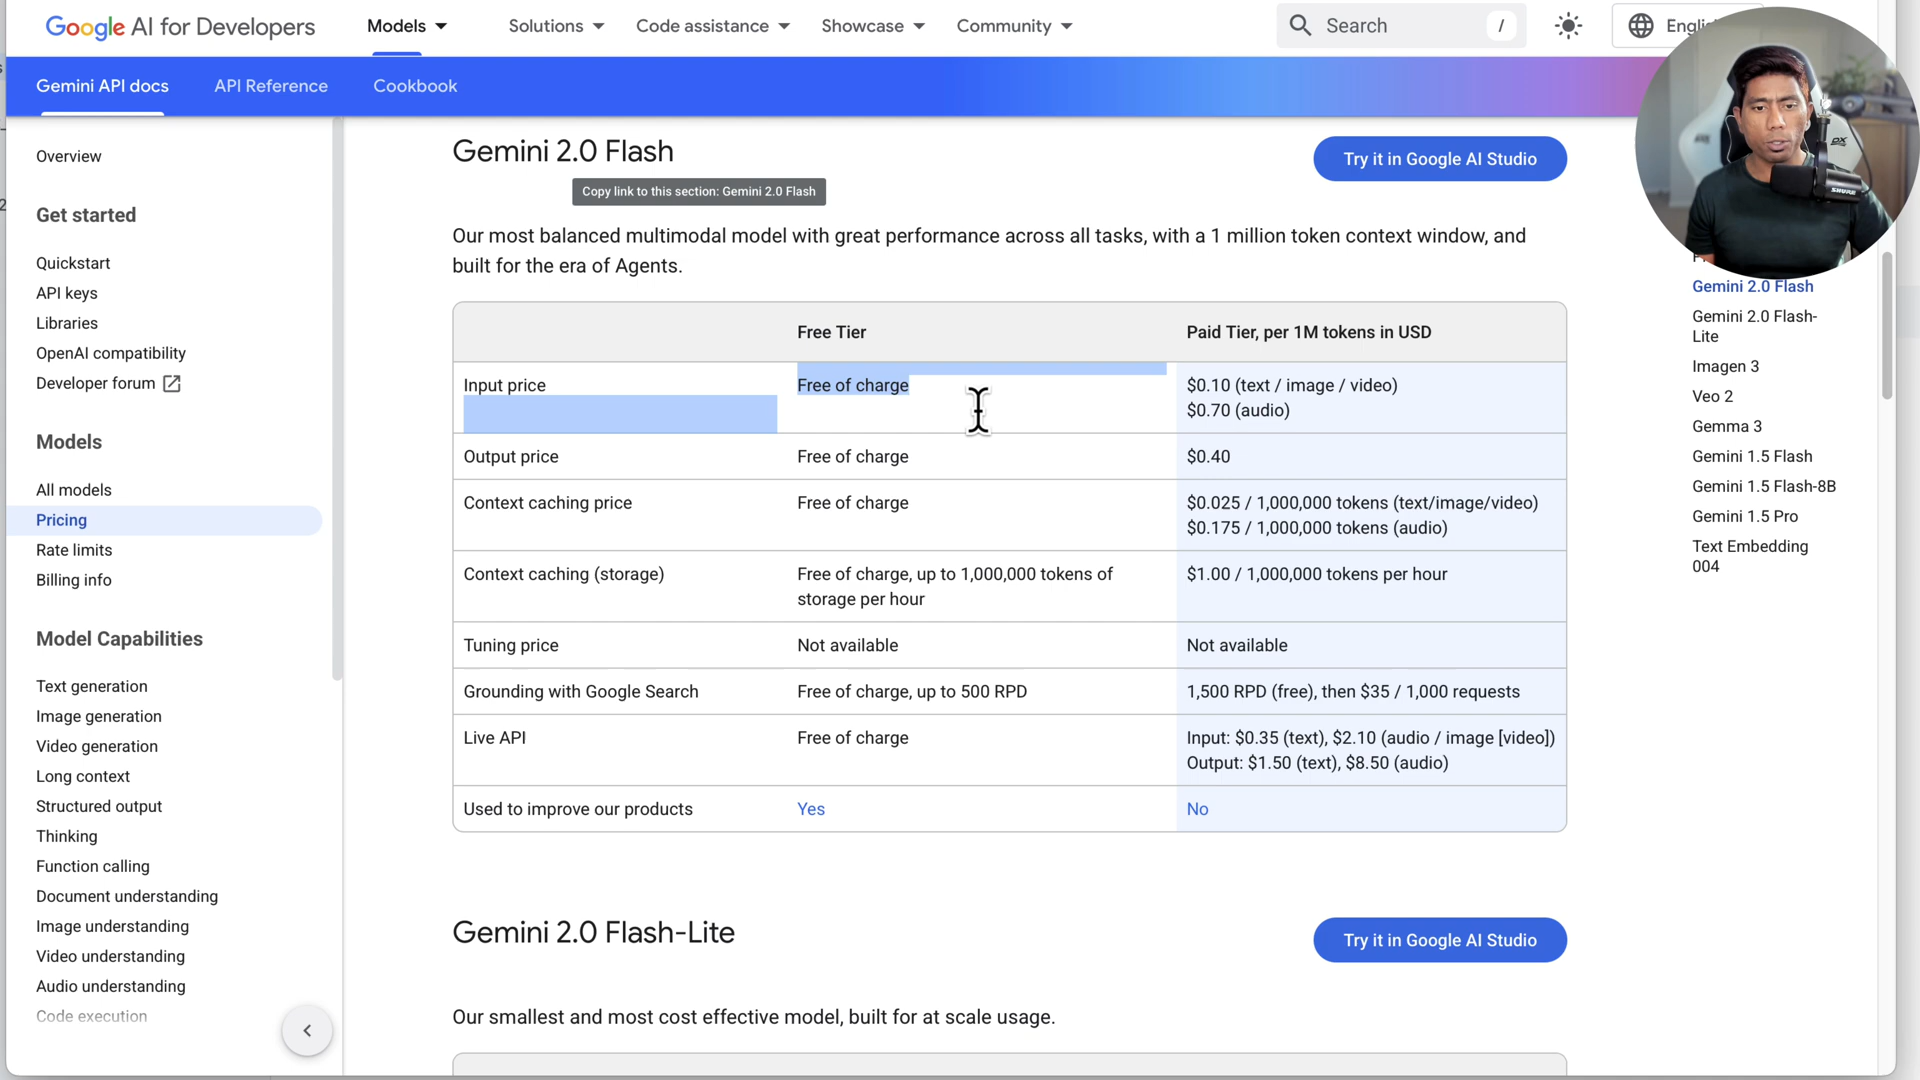 Google AI for Developers
Models
Solutions
Code assistance
Showcase
Community
Search
/
Gemini API docs
API Reference
Cookbook
Overview
Get started
Quickstart
API keys
Libraries
OpenAI compatibility
Developer forum
Models
All models
Pricing
Rate limits
Billing info
Model Capabilities
Text generation
Image generation
Video generation
Long context
Structured output
Thinking
Function calling
Document understanding
Image understanding
Video understanding
Audio understanding
Code execution
Gemini 2.0 Flash
Try it in Google AI Studio
Copy link to this section: Gemini 2.0 Flash
Our most balanced multimodal model with great performance across all tasks, with a 1 million token context window, and
built for the era of Agents.
Free Tier
Paid Tier, per 1M tokens in USD
Input price
Free of charge
$0.10 (text / image / video)
$0.70 (audio)
Output price
Free of charge
$0.40
Context caching price
Free of charge
$0.025 / 1,000,000 tokens (text/image/video)
$0.175 / 1,000,000 tokens (audio)
Context caching (storage)
Free of charge, up to 1,000,000 tokens of
storage per hour
$1.00 / 1,000,000 tokens per hour
Tuning price
Not available
Not available
Grounding with Google Search
Free of charge, up to 500 RPD
1,500 RPD (free), then $35 / 1,000 requests
Live API
Free of charge
Input: $0.35 (text), $2.10 (audio / image [video])
Output: $1.50 (text), $8.50 (audio)
Used to improve our products
Yes
No
Gemini 2.0 Flash-Lite
Try it in Google AI Studio
Our smallest and most cost effective model, built for at scale usage.
Gemini 2.0 Flash
Gemini 2.0 Flash-
Lite
Imagen 3
Veo 2
Gemma 3
Gemini 1.5 Flash
Gemini 1.5 Flash-8B
Gemini 1.5 Pro
Text Embedding
004
SHURE